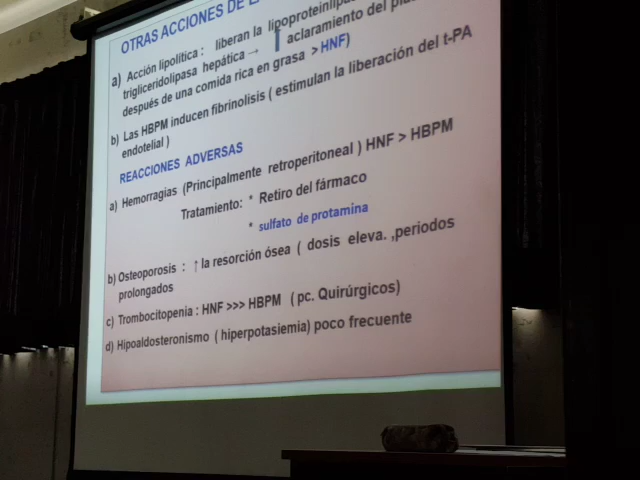 OTRAS ACCIONES DE
a) Acción lipolítica : liberan la lipoproteinlipas
trigliceridolipasa hepática → ↑ aclaramiento del
después de una comida rica en grasa > HNF)
b) Las HBPM inducen fibrinolisis ( estimulan la liberación del t-PA
endotelial )
REACCIONES ADVERSAS
a) Hemorragias (Principalmente retroperitoneal ) HNF > HBPM
Tratamiento: * Retiro del fármaco
* sulfato de protamina
b) Osteoporosis : ↑ la resorción ósea ( dosis eleva. ,periodos
prolongados
c) Trombocitopenia : HNF >>> HBPM ( pc. Quirúrgicos)
d) Hipoaldosteronismo ( hiperpotasiemia) poco frecuente